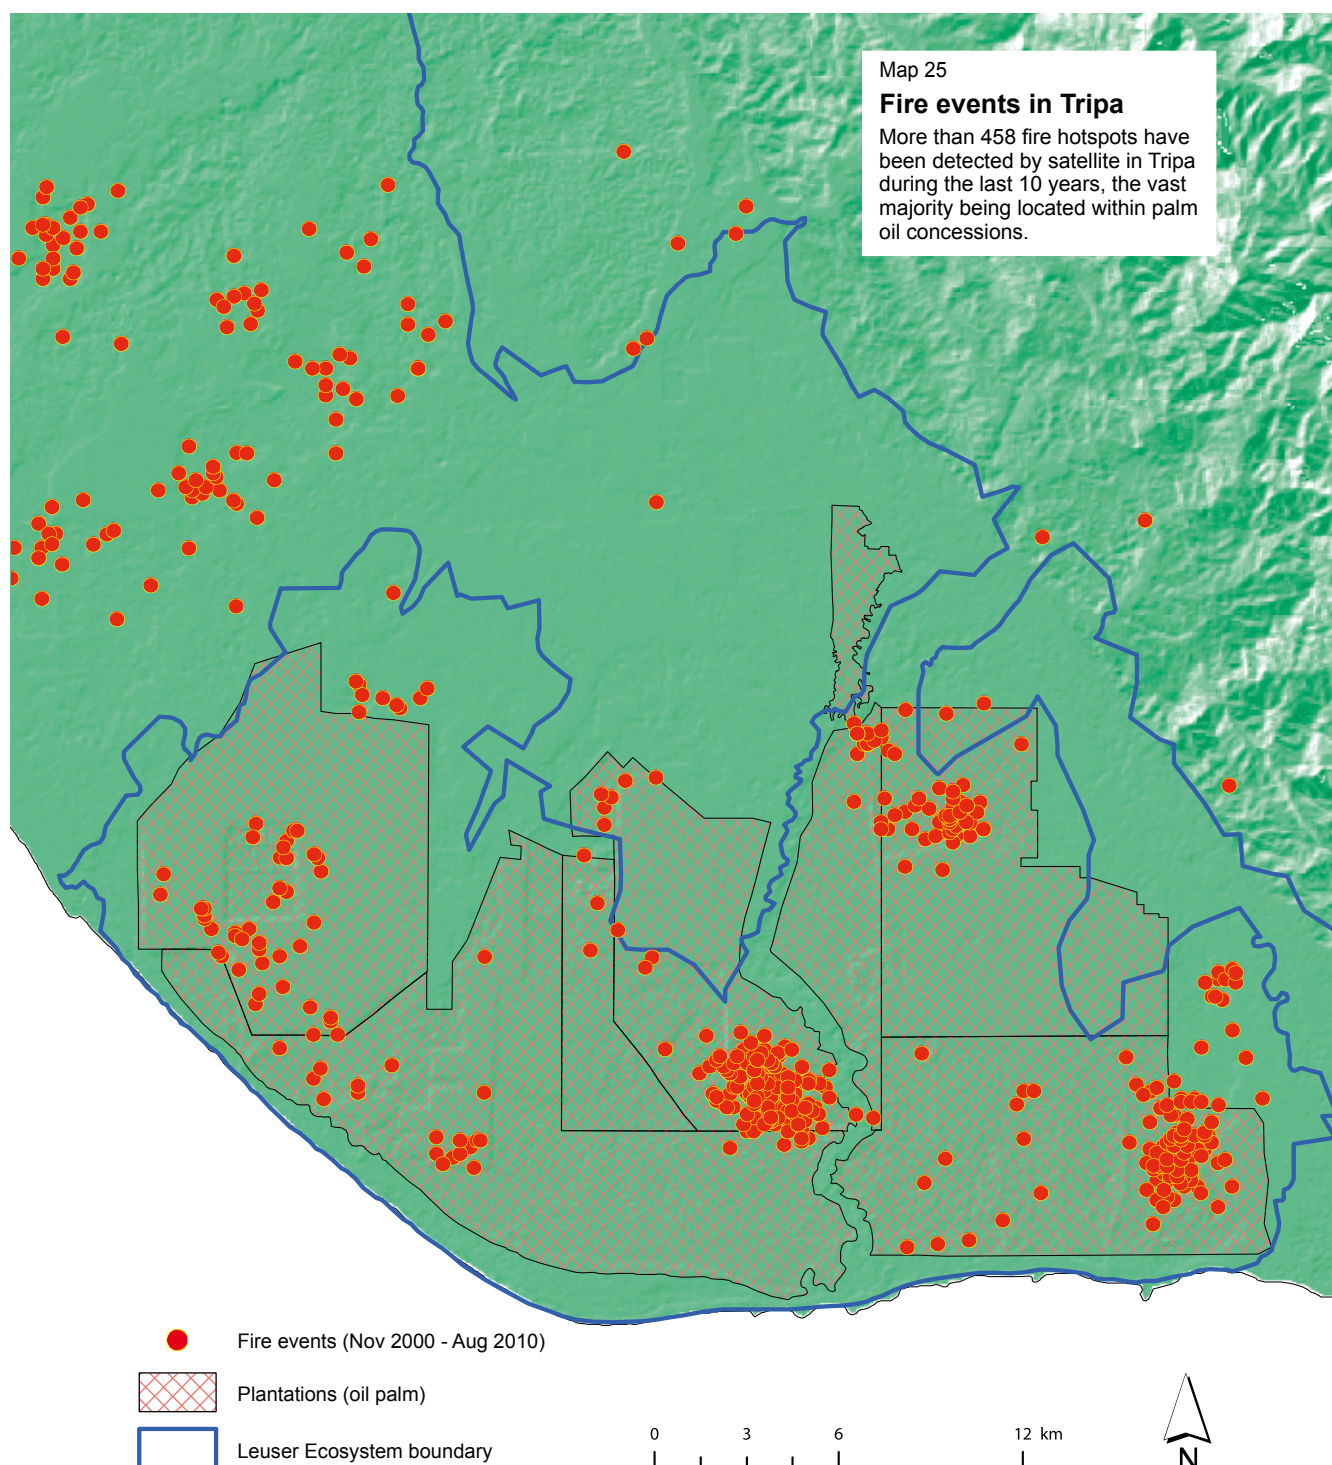 Map 25
Fire events in Tripa
More than 458 fire hotspots have
been detected by satellite in Tripa
during the last 10 years, the vast
majority being located within palm
oil concessions.
Fire events (Nov 2000 - Aug 2010)
Plantations (oil palm)
Leuser Ecosystem boundary
0 3 6 12 km
N